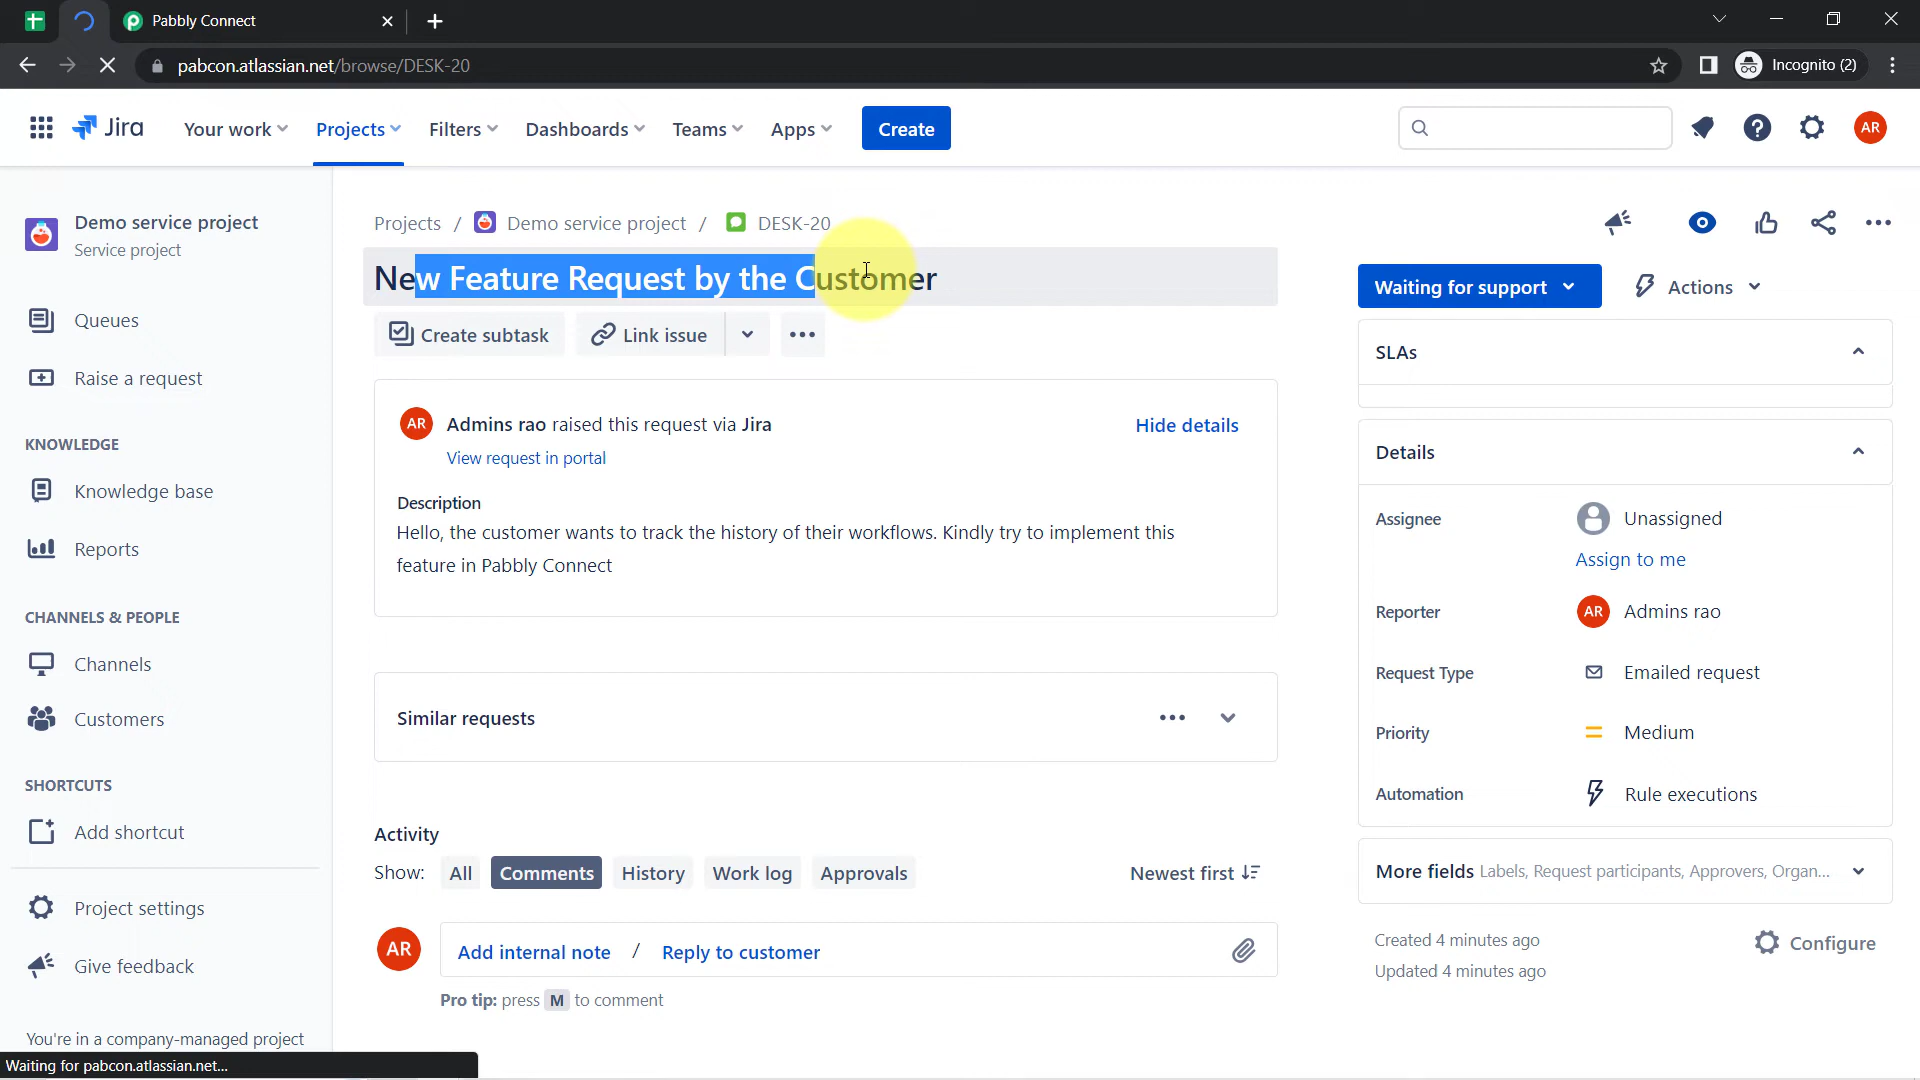 Pabbly Connect
pabcon.atlassian.net/browse/DESK-20
Incognito (2)
Jira
Your work
Projects
Filters
Dashboards
Teams
Apps
Create
AR
Demo service project
Service project
Queues
Raise a request
KNOWLEDGE
Knowledge base
Reports
CHANNELS & PEOPLE
Channels
Customers
SHORTCUTS
Add shortcut
Project settings
Give feedback
You're in a company-managed project
Waiting for pabcon.atlassian.net...
Projects / Demo service project / DESK-20
New Feature Request by the Customer
Create subtask
Link issue
AR
Admins rao raised this request via Jira
Hide details
View request in portal
Description
Hello, the customer wants to track the history of their workflows. Kindly try to implement this
feature in Pabbly Connect
Similar requests
Activity
Show:
All
Comments
History
Work log
Approvals
Newest first
AR
Add internal note / Reply to customer
Pro tip: press M to comment
Waiting for support
Actions
SLAs
Details
Assignee
Unassigned
Assign to me
Reporter
AR
Admins rao
Request Type
Emailed request
Priority
Medium
Automation
Rule executions
More fields Labels, Request participants, Approvers, Organ...
Created 4 minutes ago
Configure
Updated 4 minutes ago